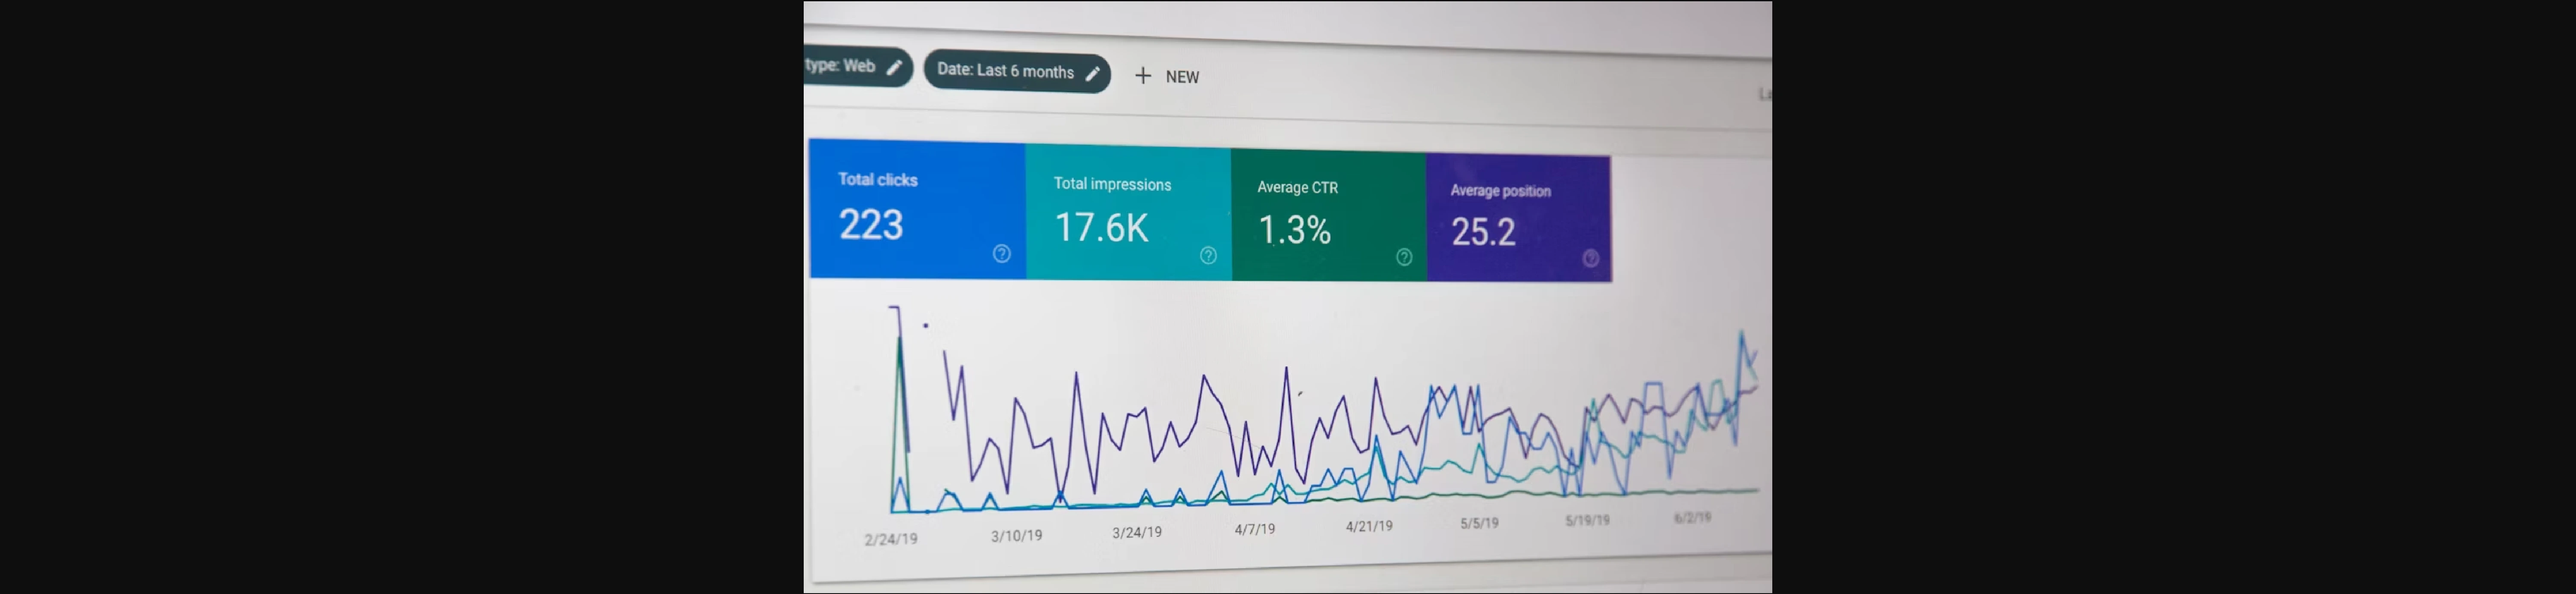 type: Web
Date: Last 6 months
+ NEW
Total clicks
223
Total impressions
17.6K
Average CTR
1.3%
Average position
25.2
2/24/19
3/10/19
3/24/19
4/7/19
4/21/19
5/5/19
5/19/19
6/2/19